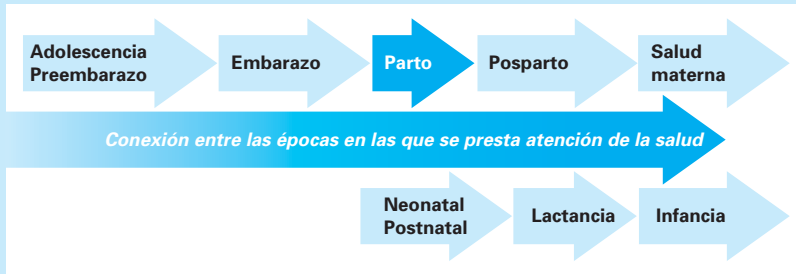 Adolescencia
Preembarazo
Embarazo
Parto
Posparto
Salud
materna
Conexión entre las épocas en las que se presta atención de la salud
Neonatal
Postnatal
Lactancia
Infancia